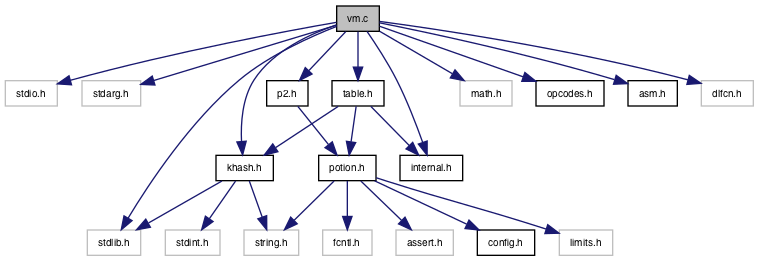 vm.c
stdio.h
stdarg.h
p2.h
table.h
math.h
opcodes.h
asm.h
dlfcn.h
khash.h
potion.h
internal.h
stdlib.h
stdint.h
string.h
fcntl.h
assert.h
config.h
limits.h